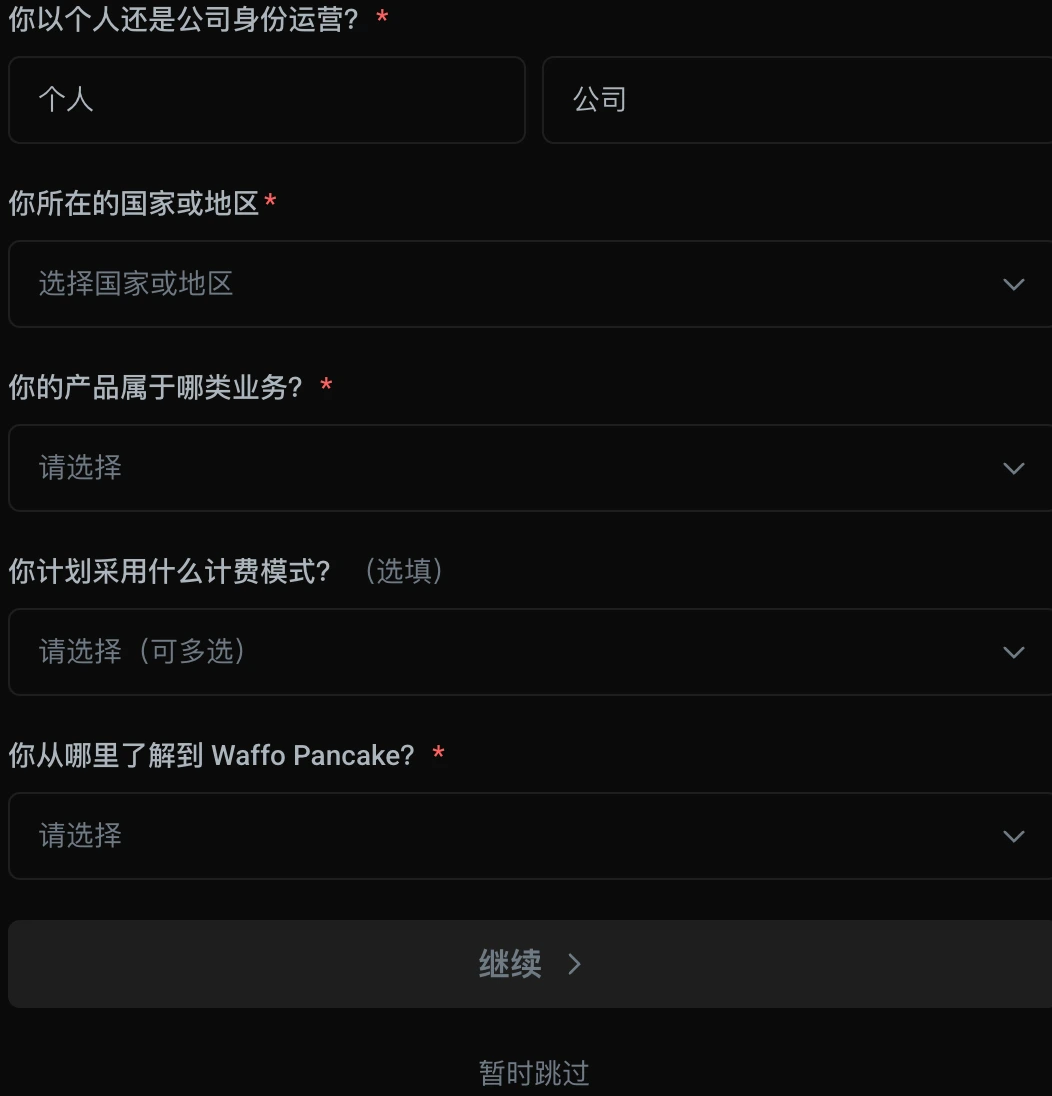 你以个人还是公司身份运营? *
个人
公司
你所在的国家或地区*
选择国家或地区
你的产品属于哪类业务? *
请选择
你计划采用什么计费模式? （选填）
请选择（可多选）
你从哪里了解到 Waffo Pancake? *
请选择
继续
暂时跳过